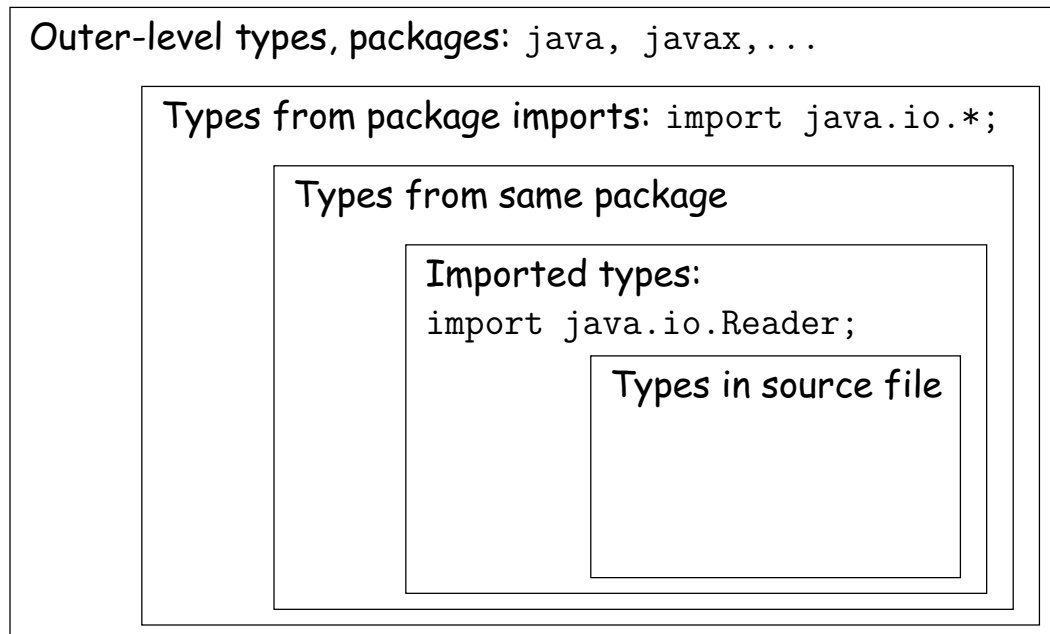 Outer-level types, packages: java, javax,...
Types from package imports: import java.io.*;
Types from same package
Imported types:
import java.io.Reader;
Types in source file